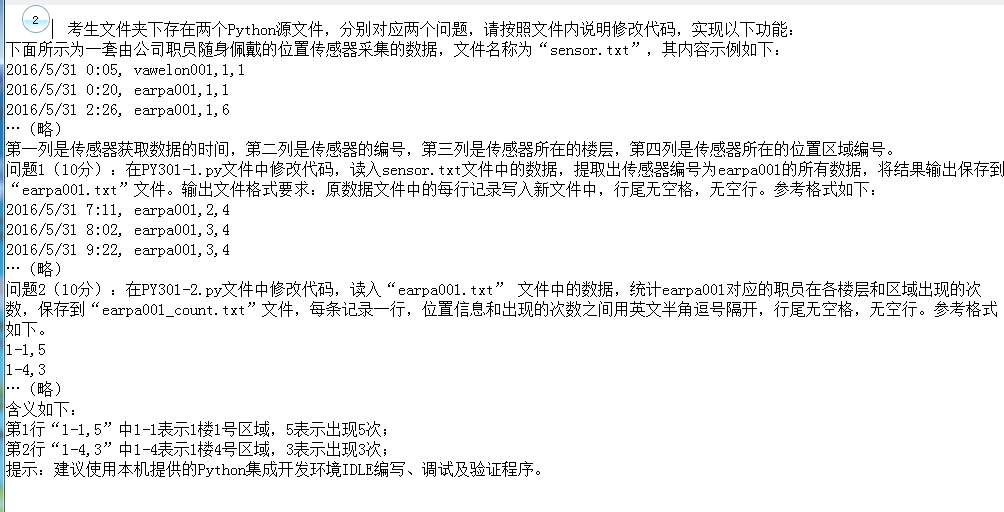 2
考生文件夹下存在两个Python源文件，分别对应两个问题，请按照文件内说明修改代码，实现以下功能：
下面所示为一套由公司职员随身佩戴的位置传感器采集的数据，文件名称为“sensor.txt”，其内容示例如下：
2016/5/31 0:05, vawelon001,1,1
2016/5/31 0:20, earpa001,1,1
2016/5/31 2:26, earpa001,1,6
…（略）
第一列是传感器获取数据的时间，第二列是传感器的编号，第三列是传感器所在的楼层，第四列是传感器所在的位置区域编号。
问题1（10分）：在PY301-1.py文件中修改代码，读入sensor.txt文件中的数据，提取出传感器编号为earpa001的所有数据，将结果输出保存到
“earpa001.txt”文件。输出文件格式要求：原数据文件中的每行记录写入新文件中，行尾无空格，无空行。参考格式如下：
2016/5/31 7:11, earpa001,2,4
2016/5/31 8:02, earpa001,3,4
2016/5/31 9:22, earpa001,3,4
…（略）
问题2（10分）：在PY301-2.py文件中修改代码，读入“earpa001.txt” 文件中的数据，统计earpa001对应的职员在各楼层和区域出现的次
数，保存到“earpa001_count.txt”文件，每条记录一行，位置信息和出现的次数之间用英文半角逗号隔开，行尾无空格，无空行。参考格式
如下。
1-1,5
1-4,3
…（略）
含义如下：
第1行“1-1,5”中1-1表示1楼1号区域，5表示出现5次；
第2行“1-4,3”中1-4表示1楼4号区域，3表示出现3次；
提示：建议使用本机提供的Python集成开发环境IDLE编写、调试及验证程序。